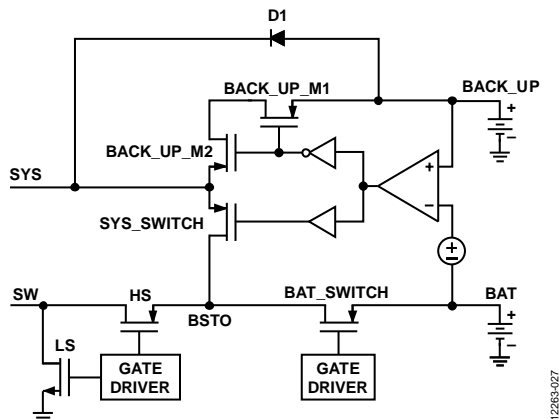 D1
BACK_UP_M1
BACK_UP
+
−
BACK_UP_M2
+
−
SYS
SYS_SWITCH
±
SW
HS
BSTO
BAT_SWITCH
BAT
+
−
LS
GATE
DRIVER
GATE
DRIVER
12263-027